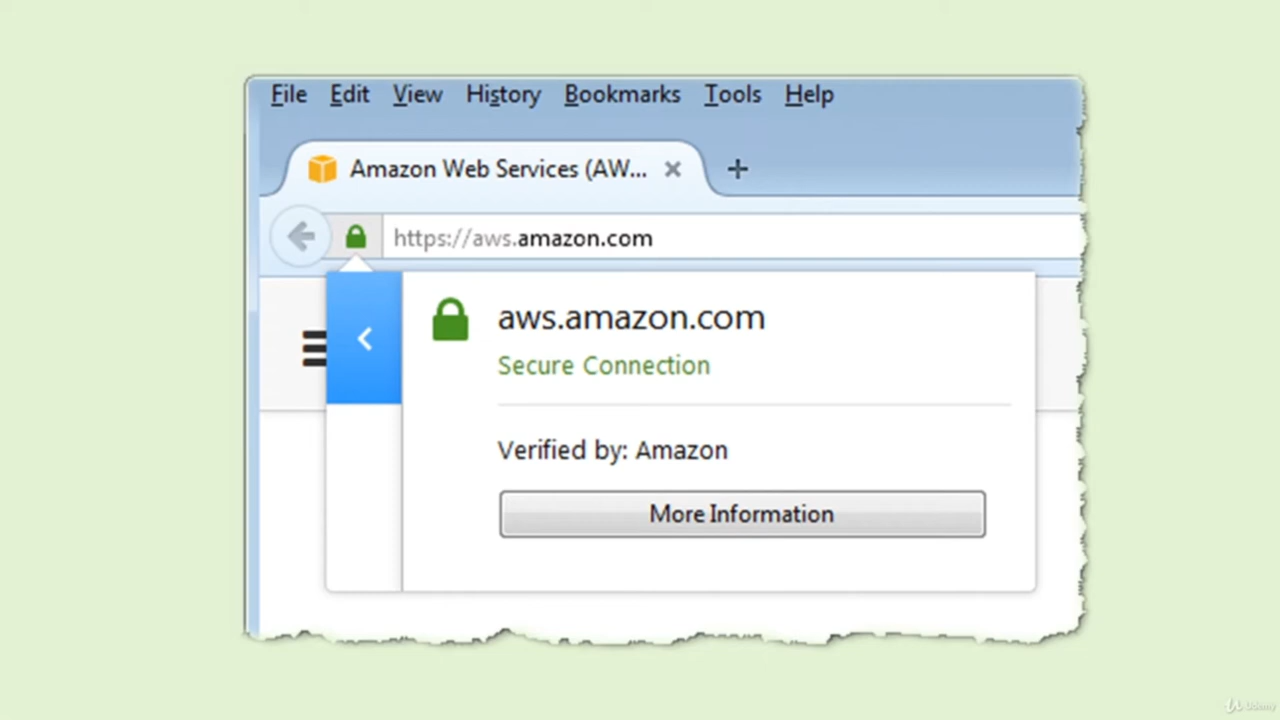 File Edit View History Bookmarks Tools Help
Amazon Web Services (AW...
https://aws.amazon.com
aws.amazon.com
Secure Connection
Verified by: Amazon
More Information
Udemy